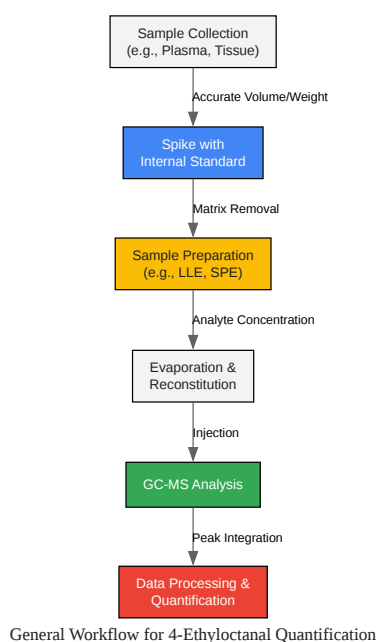 Sample Collection
(e.g., Plasma, Tissue)
Accurate Volume/Weight
Spike with
Internal Standard
Matrix Removal
Sample Preparation
(e.g., LLE, SPE)
Analyte Concentration
Evaporation &
Reconstitution
Injection
GC-MS Analysis
Peak Integration
Data Processing &
Quantification
General Workflow for 4-Ethyloctanal Quantification